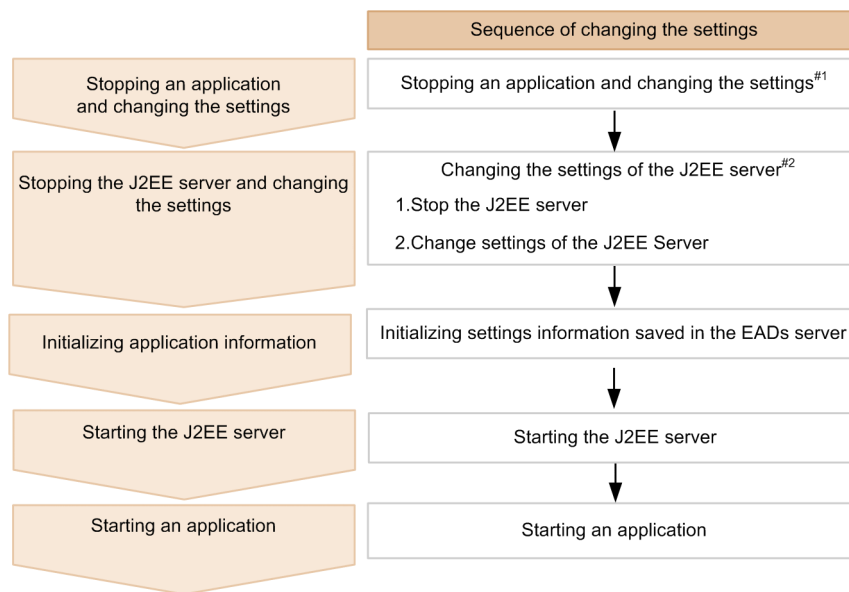 Sequence of changing the settings
Stopping an application
and changing the settings
Stopping an application and changing the settings#1
Stopping the J2EE server and changing
the settings
Changing the settings of the J2EE server#2
1.Stop the J2EE server
2.Change settings of the J2EE Server
Initializing application information
Initializing settings information saved in the EADs server
Starting the J2EE server
Starting the J2EE server
Starting an application
Starting an application